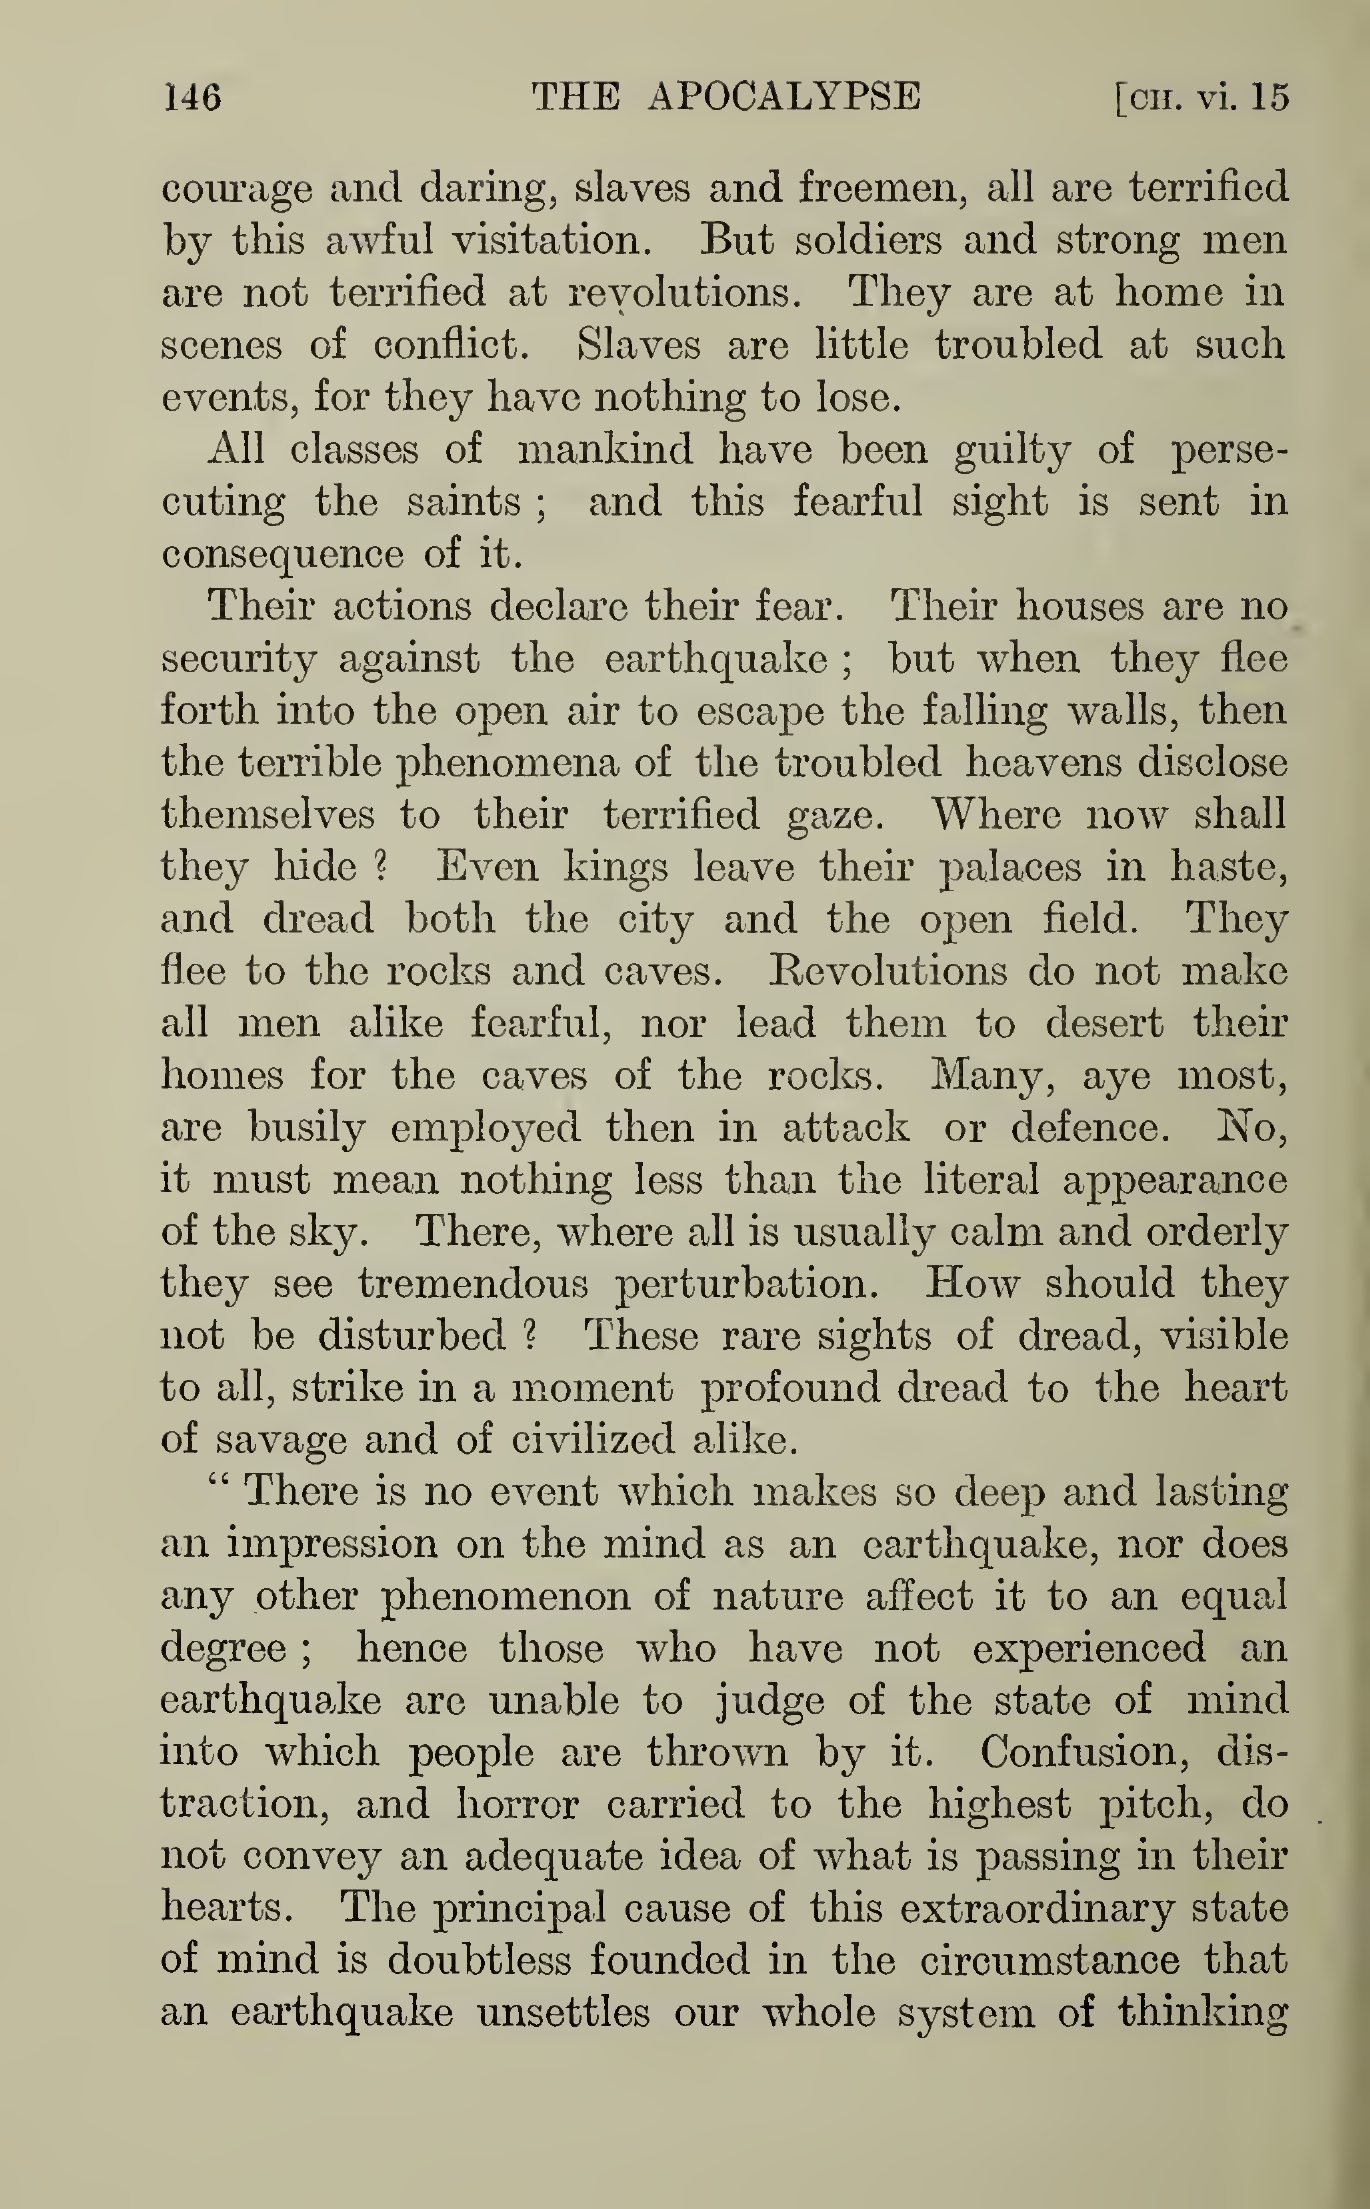 146 THE APOCALYPSE [CH. vi. 15
courage and daring, slaves and freemen, all are terrified
by this awful visitation. But soldiers and strong men
are not terrified at revolutions. They are at home in
scenes of conflict. Slaves are little troubled at such
events, for they have nothing to lose.
All classes of mankind have been guilty of perse-
cuting the saints ; and this fearful sight is sent in
consequence of it.
Their actions declare their fear. Their houses are no
security against the earthquake ; but when they flee
forth into the open air to escape the falling walls, then
the terrible phenomena of the troubled heavens disclose
themselves to their terrified gaze. Where now shall
they hide ? Even kings leave their palaces in haste,
and dread both the city and the open field. They
flee to the rocks and caves. Revolutions do not make
all men alike fearful, nor lead them to desert their
homes for the caves of the rocks. Many, aye most,
are busily employed then in attack or defence. No,
it must mean nothing less than the literal appearance
of the sky. There, where all is usually calm and orderly
they see tremendous perturbation. How should they
not be disturbed ? These rare sights of dread, visible
to all, strike in a moment profound dread to the heart
of savage and of civilized alike.
“ There is no event which makes so deep and lasting
an impression on the mind as an earthquake, nor does
any other phenomenon of nature affect it to an equal
degree ; hence those who have not experienced an
earthquake are unable to judge of the state of mind
into which people are thrown by it. Confusion, dis-
traction, and horror carried to the highest pitch, do
not convey an adequate idea of what is passing in their
hearts. The principal cause of this extraordinary state
of mind is doubtless founded in the circumstance that
an earthquake unsettles our whole system of thinking